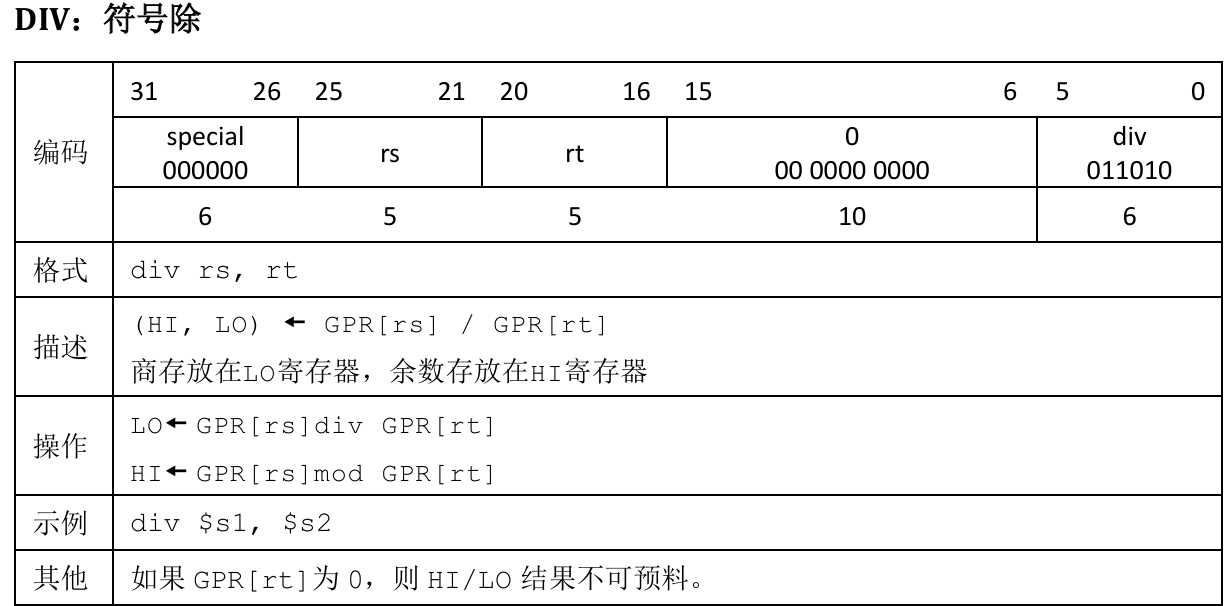 DIV：符号除
31 26 25 21 20 16 15 6 5 0
编码
special
000000
rs
rt
0
00 0000 0000
div
011010
6 5 5 10 6
格式 div rs, rt
描述
(HI, LO) ← GPR[rs] / GPR[rt]
商存放在LO寄存器，余数存放在HI寄存器
操作
LO← GPR[rs]div GPR[rt]
HI← GPR[rs]mod GPR[rt]
示例 div $s1, $s2
其他 如果 GPR[rt]为 0，则 HI/LO 结果不可预料。